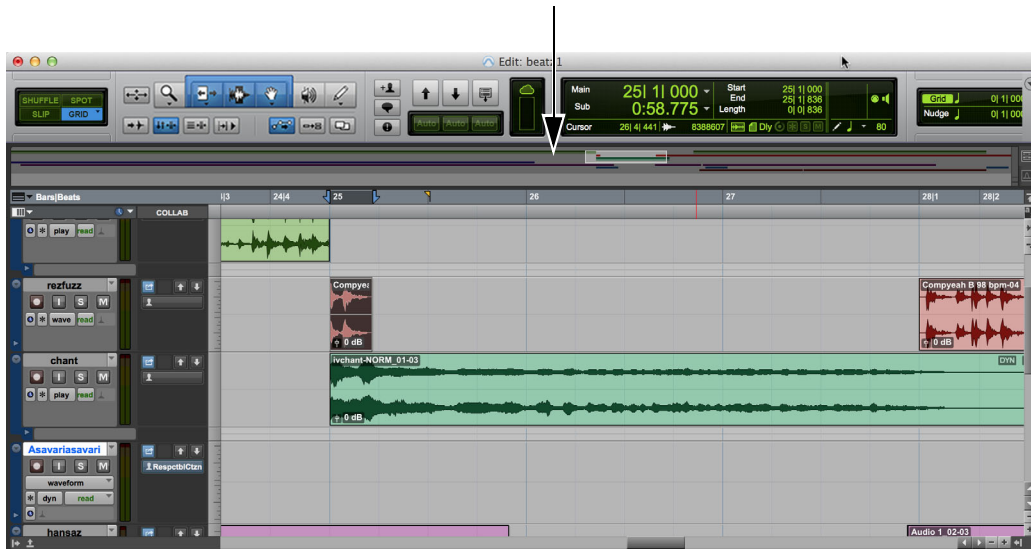 Edit: beatz 1
SHUFFLE SPOT
SLIP GRID
Auto Auto Auto
Main 25| 1| 000
Sub 0:58.775
Start 25| 1| 000
End 25| 1| 836
Length 0| 0| 836
Cursor 26| 4| 441 8388607 Dly S M 80
Grid 0| 1| 00
Nudge 0| 1| 00
Bars|Beats
|3 24|4 25 26 27 28|1 28|2
COLLAB
play read
rezfuzz
I S M
wave read
Compyea
0 dB
Compyeah B 98 bpm-04
0 dB
chant
I S M
play read
ivchant-NORM_01-03
DYN
0 dB
Asavariasavari
I S M
RespctblCtzn
waveform
dyn read
hansaz
Audio 1_02-03